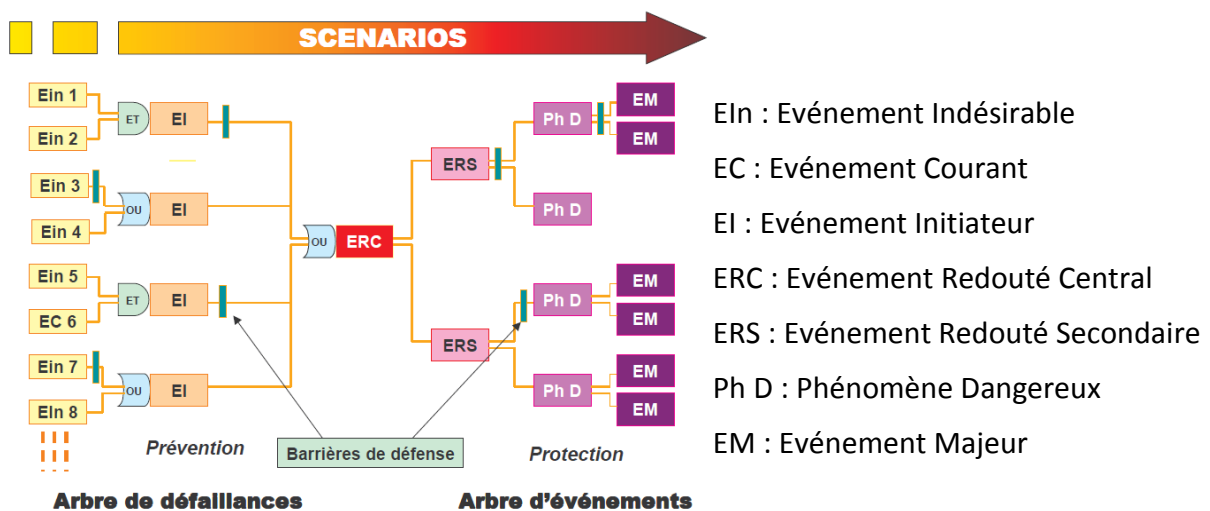 SCENARIOS
Ein 1
Ein 2
ET
EI
Ein 3
Ein 4
OU
EI
Ein 5
EC 6
ET
EI
Ein 7
EIn 8
OU
EI
OU
ERC
ERS
Ph D
EM
EM
Ph D
ERS
Ph D
EM
EM
Ph D
EM
EM
Prévention
Barrières de défense
Protection
Arbre de défaillances
Arbre d'événements
EIn : Evénement Indésirable
EC : Evénement Courant
EI : Evénement Initiateur
ERC : Evénement Redouté Central
ERS : Evénement Redouté Secondaire
Ph D : Phénomène Dangereux
EM : Evénement Majeur